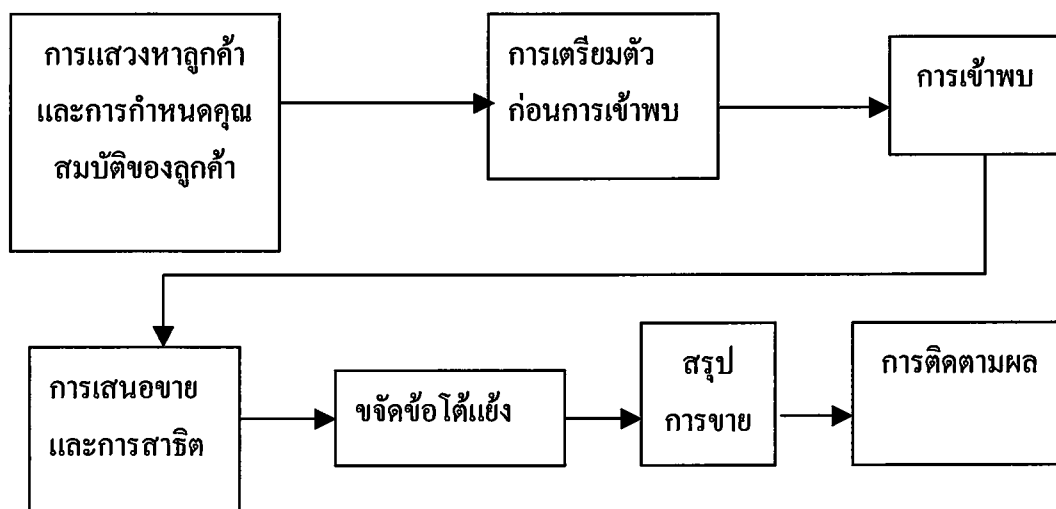 การแสวงหาลูกค้า
และการกำหนดคุณ
สมบัติของลูกค้า
การเตรียมตัว
ก่อนการเข้าพบ
การเข้าพบ
การเสนอขาย
และการสาธิต
ขจัดข้อโต้แย้ง
สรุป
การขาย
การติดตามผล